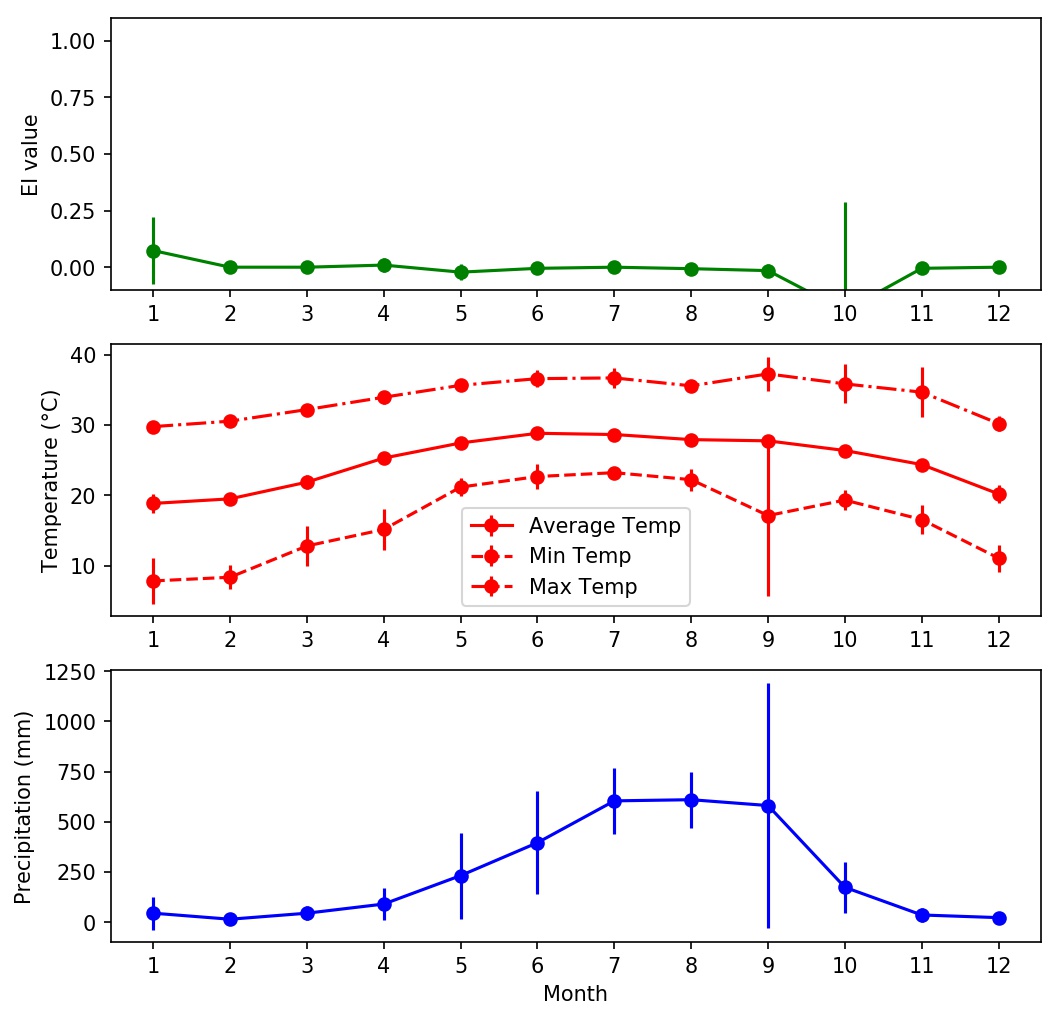 EI value
1.00
0.75
0.50
0.25
0.00
1 2 3 4 5 6 7 8 9 10 11 12
Temperature (°C)
40
30
20
10
Average Temp
Min Temp
Max Temp
1 2 3 4 5 6 7 8 9 10 11 12
Precipitation (mm)
1250
1000
750
500
250
0
1 2 3 4 5 6 7 8 9 10 11 12
Month